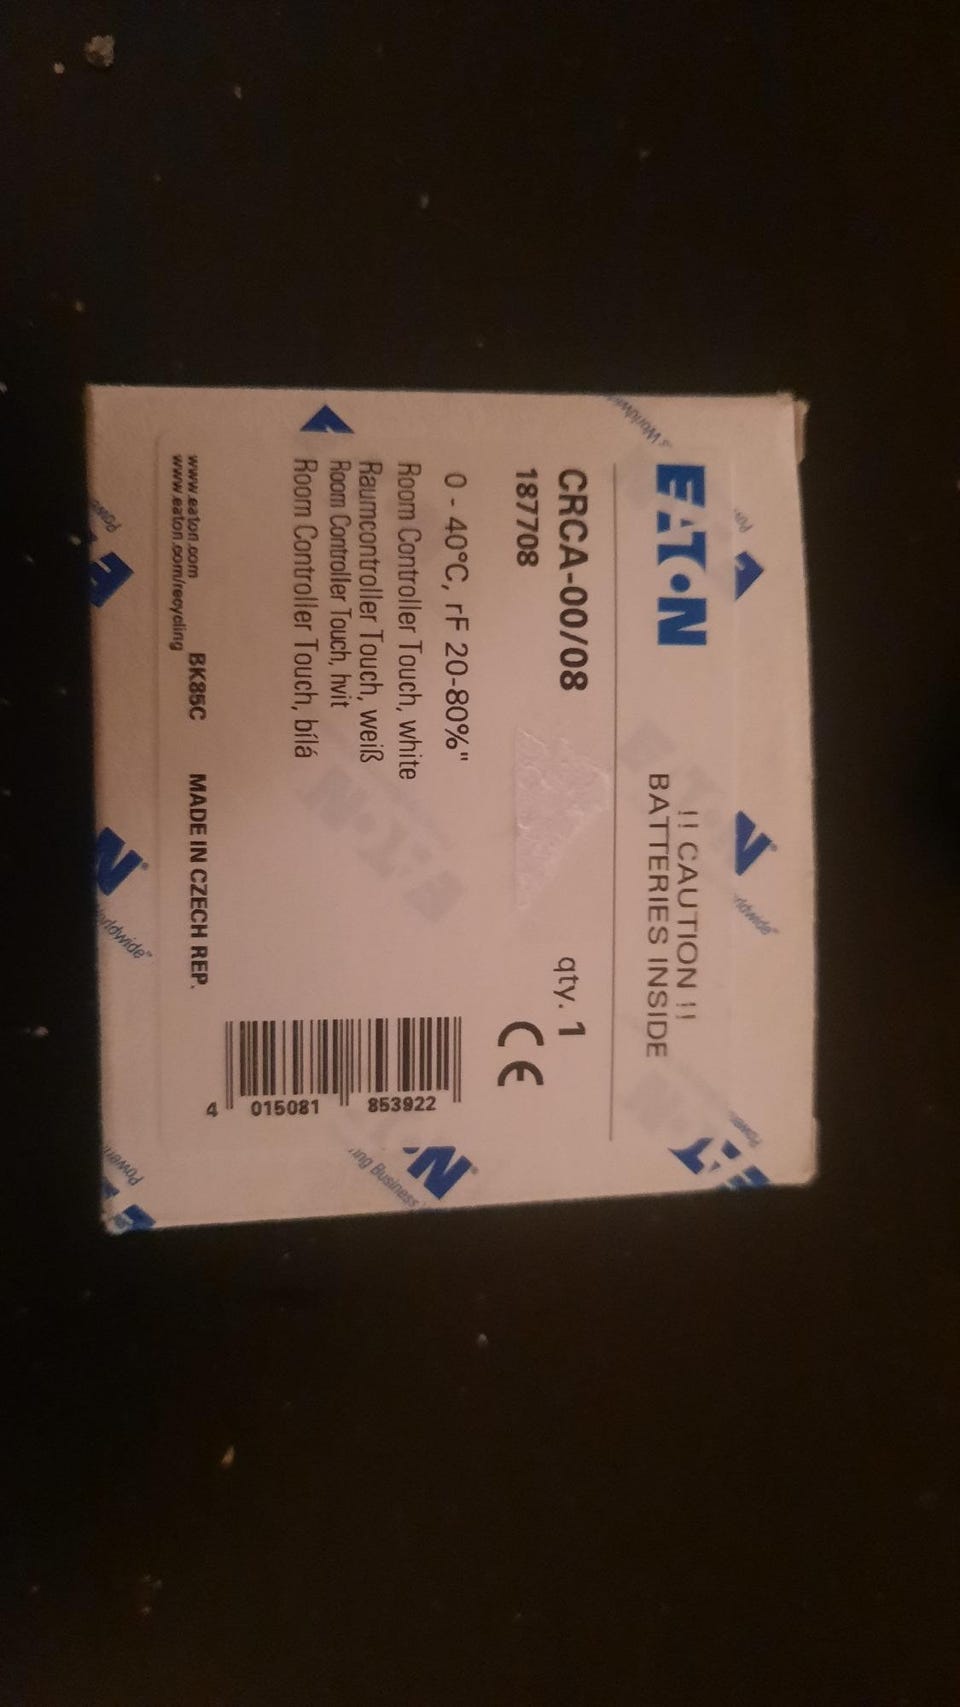 EATON
!! CAUTION !!
BATTERIES INSIDE
CRCA-00/08
qty. 1
187708
CE
0 - 40°C, rF 20-80%"
Room Controller Touch, white
Raumcontroller Touch, weiß
Room Controller Touch, hvit
Room Controller Touch, bílá
4 015081 853922
www.eaton.com
www.eaton.com/recycling
BK85C
MADE IN CZECH REP.